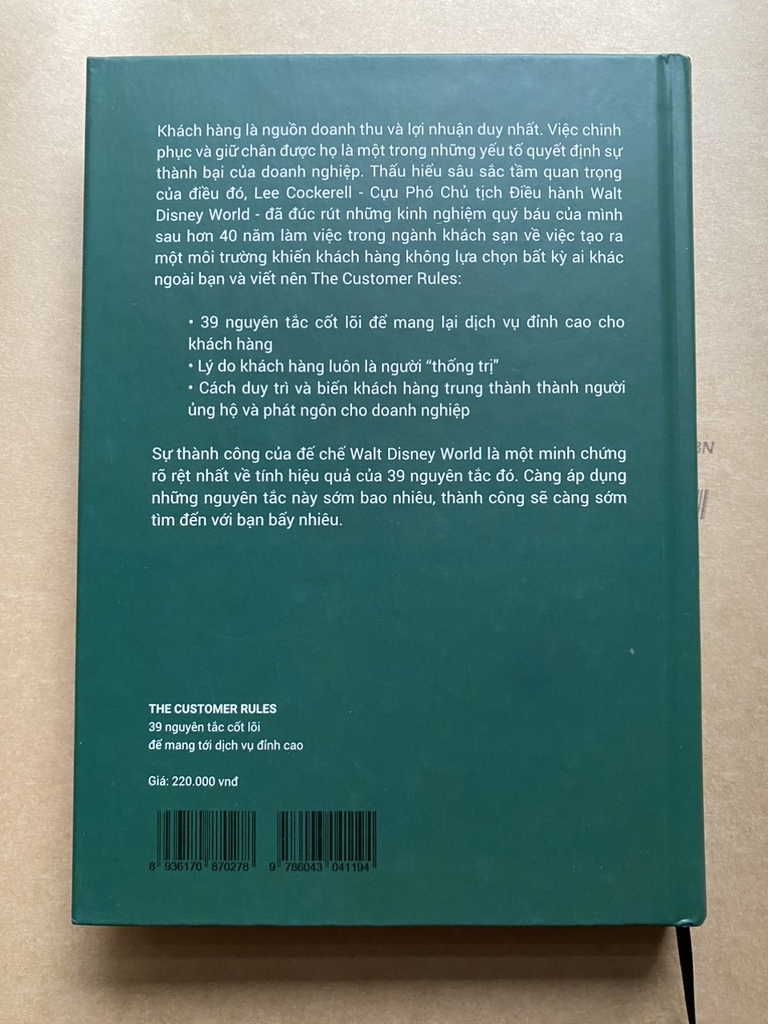 Khách hàng là nguồn doanh thu và lợi nhuận duy nhất. Việc chinh
phục và giữ chân được họ là một trong những yếu tố quyết định sự
thành bại của doanh nghiệp. Thấu hiểu sâu sắc tầm quan trọng
của điều đó, Lee Cockerell - Cựu Phó Chủ tịch Điều hành Walt
Disney World - đã đúc rút những kinh nghiệm quý báu của mình
sau hơn 40 năm làm việc trong ngành khách sạn về việc tạo ra
một môi trường khiến khách hàng không lựa chọn bất kỳ ai khác
ngoài bạn và viết nên The Customer Rules:
• 39 nguyên tắc cốt lõi để mang lại dịch vụ đỉnh cao cho
khách hàng
• Lý do khách hàng luôn là người “thống trị”
• Cách duy trì và biến khách hàng trung thành thành người
ủng hộ và phát ngôn cho doanh nghiệp
Sự thành công của đế chế Walt Disney World là một minh chứng
rõ rệt nhất về tính hiệu quả của 39 nguyên tắc đó. Càng áp dụng
những nguyên tắc này sớm bao nhiêu, thành công sẽ càng sớm
tìm đến với bạn bấy nhiêu.
THE CUSTOMER RULES
39 nguyên tắc cốt lõi
để mang tới dịch vụ đỉnh cao
Giá: 220.000 vnđ
8 936170 870278 9 786043 041194